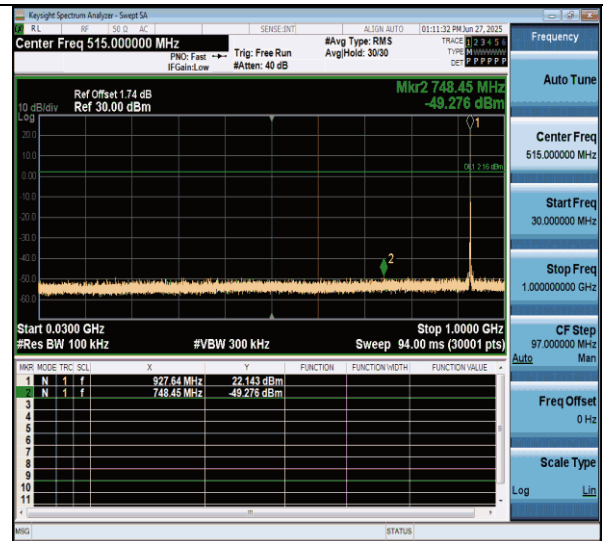 Keysight Spectrum Analyzer - Swept SA
RL RF 50 Ω AC SENSE:INT ALIGN AUTO 01:11:32 PM Jun 27, 2025
Center Freq 515.000000 MHz
PNO: Fast
IFGain:Low
Trig: Free Run
#Atten: 40 dB
#Avg Type: RMS
Avg|Hold: 30/30
TRACE 1 2 3 4 5 6
TYPE M
DET P P P P P P
Ref Offset 1.74 dB
10 dB/div Ref 30.00 dBm
Log
Mkr2 748.45 MHz
-49.276 dBm
20.0
10.0
0.00
-10.0
-20.0
-30.0
-40.0
-50.0
-60.0
1
DL1 2.16 dBm
2
Start 0.0300 GHz Stop 1.0000 GHz
#Res BW 100 kHz #VBW 300 kHz Sweep 94.00 ms (30001 pts)
MKR MODE TRC SCL X Y FUNCTION FUNCTION WIDTH FUNCTION VALUE
1 N 1 f 927.64 MHz 22.143 dBm
2 N 1 f 748.45 MHz -49.276 dBm
3
4
5
6
7
8
9
10
11
MSG STATUS
Frequency
Auto Tune
Center Freq
515.000000 MHz
Start Freq
30.000000 MHz
Stop Freq
1.000000000 GHz
CF Step
97.000000 MHz
Auto Man
Freq Offset
0 Hz
Scale Type
Log Lin